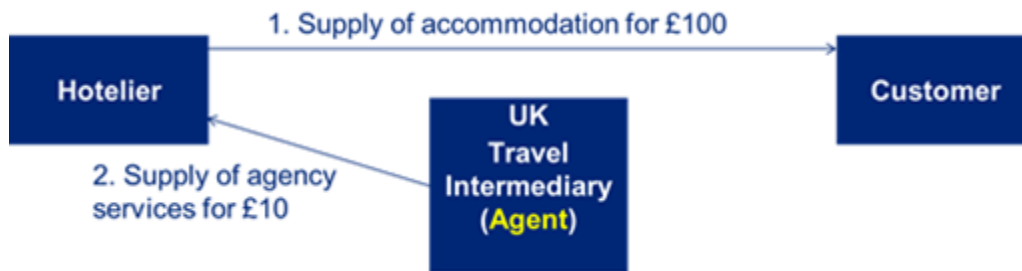 1. Supply of accommodation for £100
Hotelier
Customer
UK
Travel
Intermediary
(Agent)
2. Supply of agency
services for £10